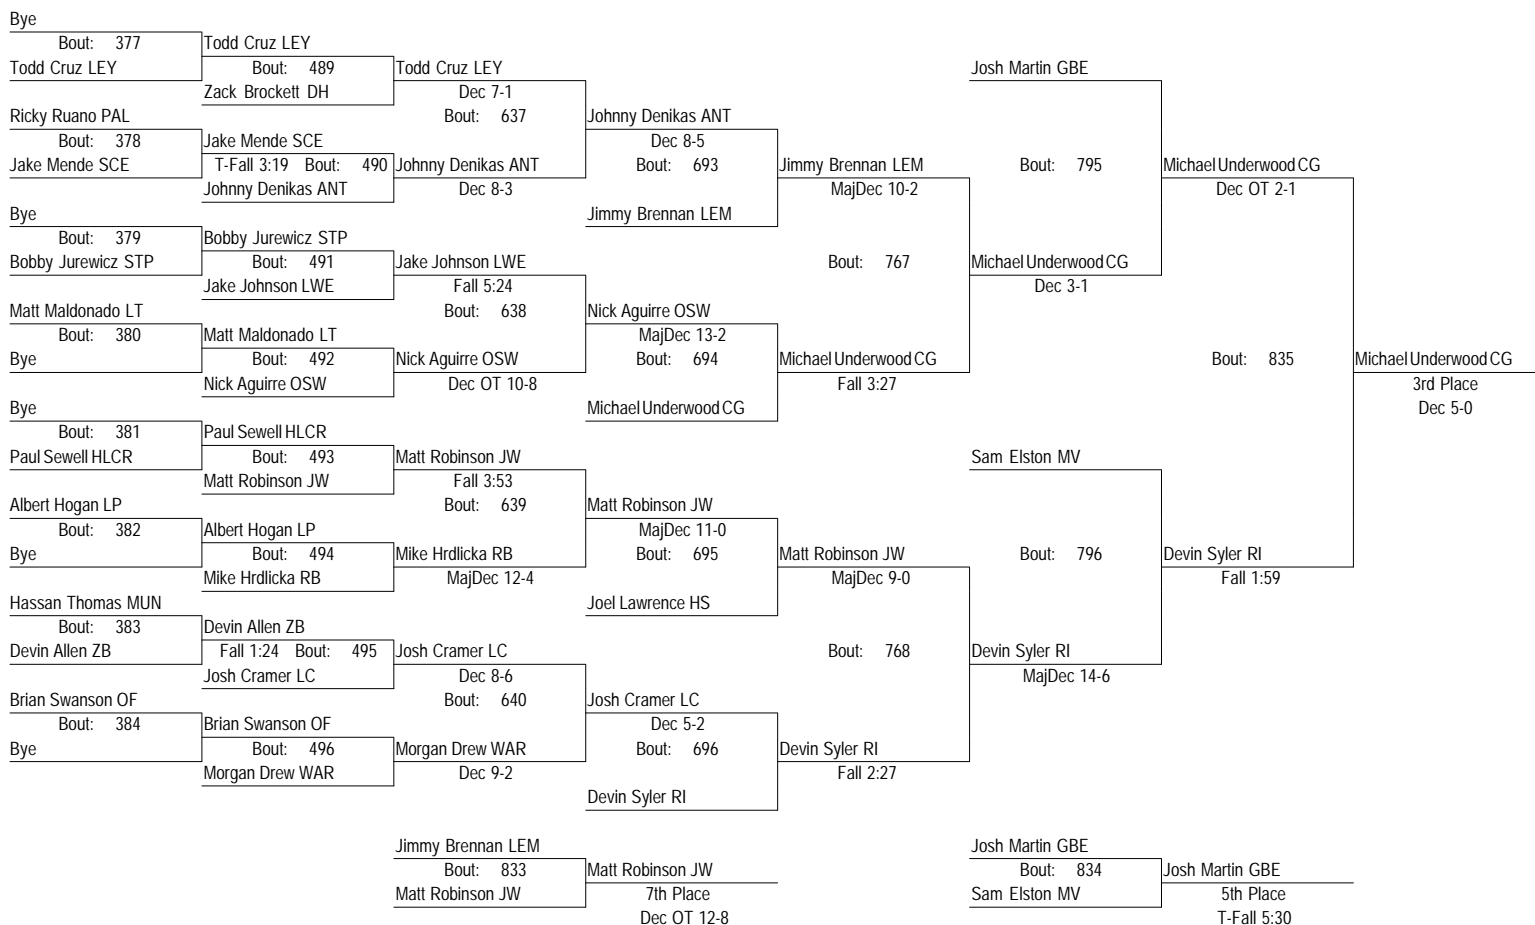 Bye
Bout: 377
Todd Cruz LEY
Todd Cruz LEY
Bout: 489
Zack Brockett DH
Todd Cruz LEY
Dec 7-1
Bout: 637
Ricky Ruano PAL
Bout: 378
Jake Mende SCE
Jake Mende SCE
T-Fall 3:19 Bout: 490
Johnny Denikas ANT
Johnny Denikas ANT
Dec 8-3
Johnny Denikas ANT
Dec 8-5
Bout: 693
Jimmy Brennan LEM
Jimmy Brennan LEM
MajDec 10-2
Bye
Bout: 379
Bobby Jurewicz STP
Bobby Jurewicz STP
Bout: 491
Jake Johnson LWE
Jake Johnson LWE
Fall 5:24
Bout: 638
Matt Maldonado LT
Bout: 380
Bye
Matt Maldonado LT
Bout: 492
Nick Aguirre OSW
Nick Aguirre OSW
Dec OT 10-8
Nick Aguirre OSW
MajDec 13-2
Bout: 694
Michael Underwood CG
Michael Underwood CG
Fall 3:27
Bout: 767
Josh Martin GBE
Bout: 795
Michael Underwood CG
Dec 3-1
Michael Underwood CG
Dec OT 2-1
Bye
Bout: 381
Paul Sewell HLCR
Paul Sewell HLCR
Bout: 493
Matt Robinson JW
Matt Robinson JW
Fall 3:53
Bout: 639
Albert Hogan LP
Bout: 382
Bye
Albert Hogan LP
Bout: 494
Mike Hrdlicka RB
Mike Hrdlicka RB
MajDec 12-4
Matt Robinson JW
MajDec 11-0
Bout: 695
Joel Lawrence HS
Matt Robinson JW
MajDec 9-0
Hassan Thomas MUN
Bout: 383
Devin Allen ZB
Devin Allen ZB
Fall 1:24 Bout: 495
Josh Cramer LC
Josh Cramer LC
Dec 8-6
Bout: 640
Brian Swanson OF
Bout: 384
Bye
Brian Swanson OF
Bout: 496
Morgan Drew WAR
Morgan Drew WAR
Dec 9-2
Josh Cramer LC
Dec 5-2
Bout: 696
Devin Syler RI
Devin Syler RI
Fall 2:27
Bout: 768
Sam Elston MV
Bout: 796
Devin Syler RI
MajDec 14-6
Devin Syler RI
Fall 1:59
Bout: 835
Michael Underwood CG
3rd Place
Dec 5-0
Jimmy Brennan LEM
Bout: 833
Matt Robinson JW
Matt Robinson JW
7th Place
Dec OT 12-8
Josh Martin GBE
Bout: 834
Sam Elston MV
Josh Martin GBE
5th Place
T-Fall 5:30